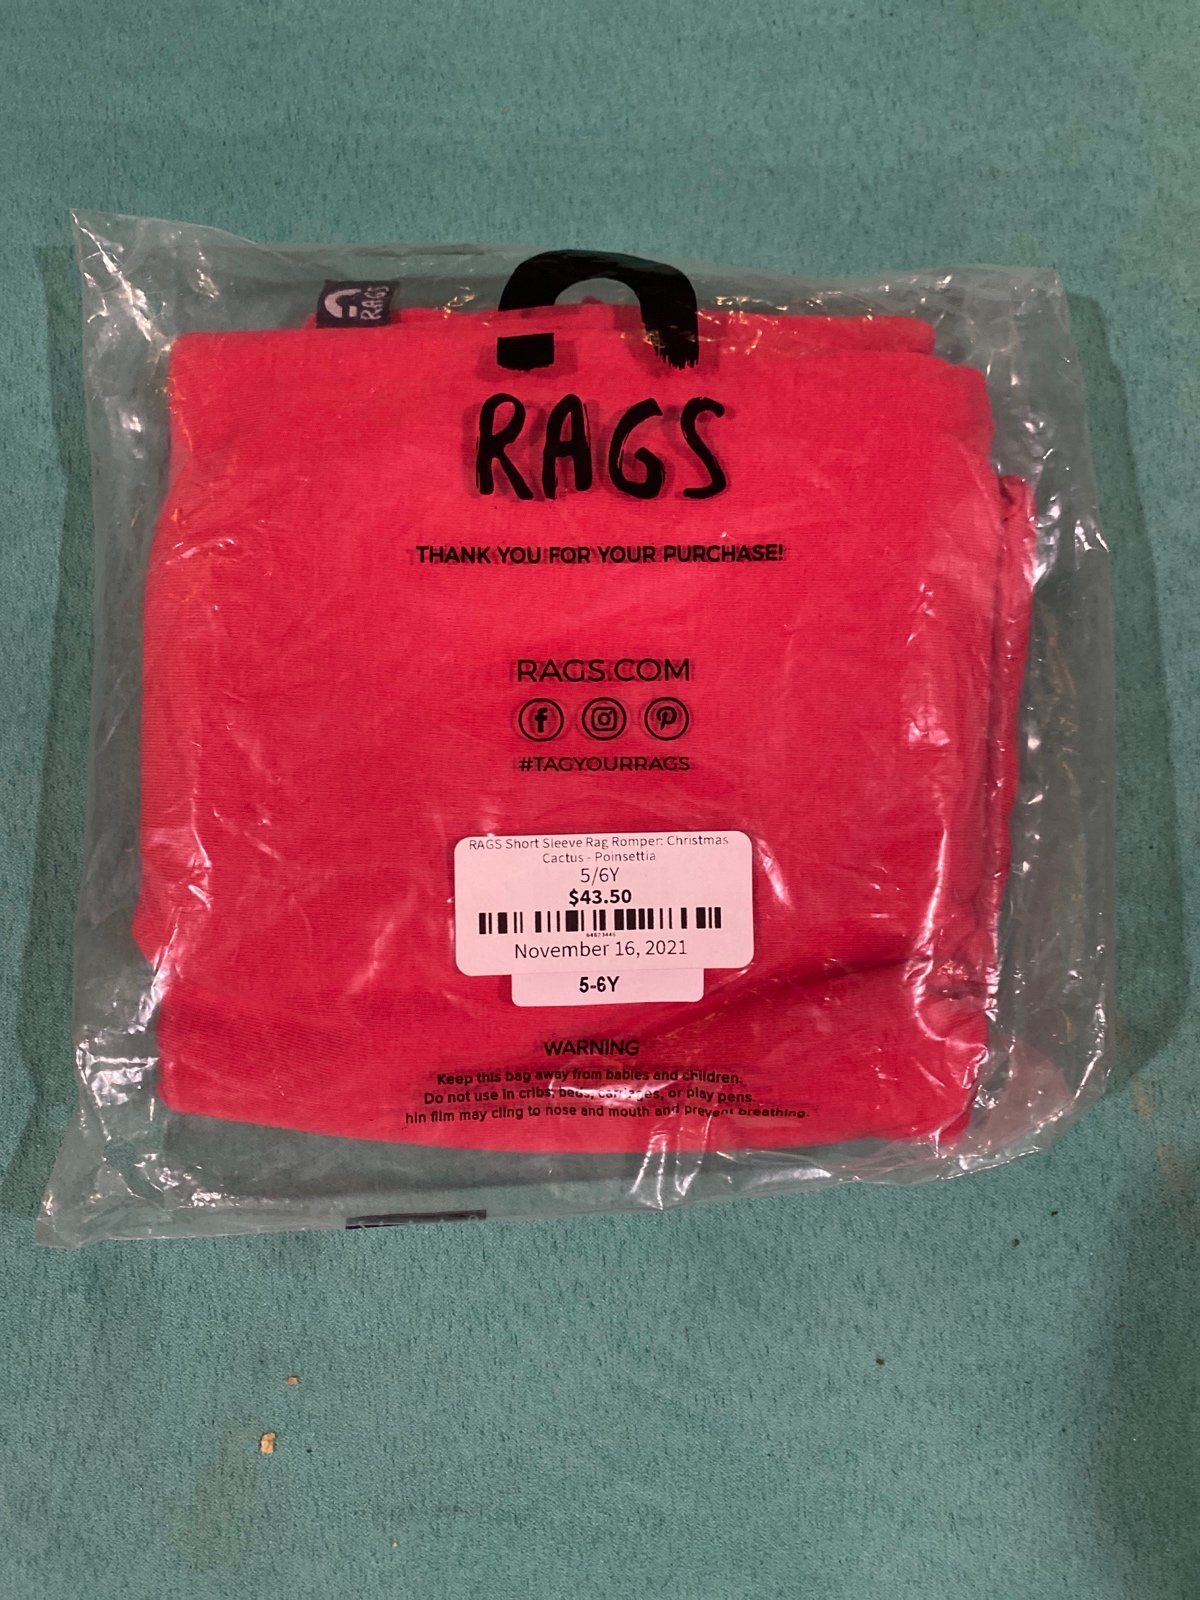 RAGS
RAGS
THANK YOU FOR YOUR PURCHASE!
RAGS.COM
#TAGYOURRAGS
RAGS Short Sleeve Rag Romper: Christmas
Cactus - Poinsettia
5/6Y
$43.50
64623445
November 16, 2021
5-6Y
WARNING
Keep this bag away from babies and children.
Do not use in cribs, beds, carriages, or play pens.
hin film may cling to nose and mouth and prevent breathing.